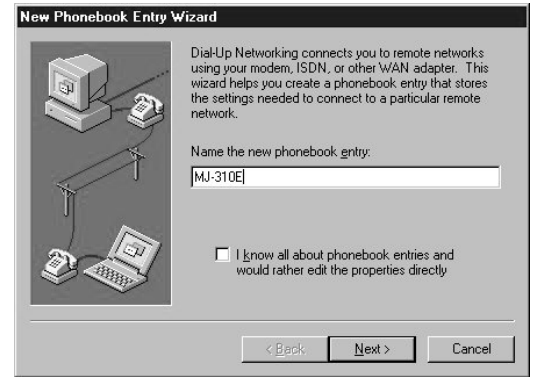 New Phonebook Entry Wizard
Dial-Up Networking connects you to remote networks
using your modem, ISDN, or other WAN adapter. This
wizard helps you create a phonebook entry that stores
the settings needed to connect to a particular remote
network.
Name the new phonebook entry:
MJ-310E
I know all about phonebook entries and
would rather edit the properties directly
< Back
Next >
Cancel